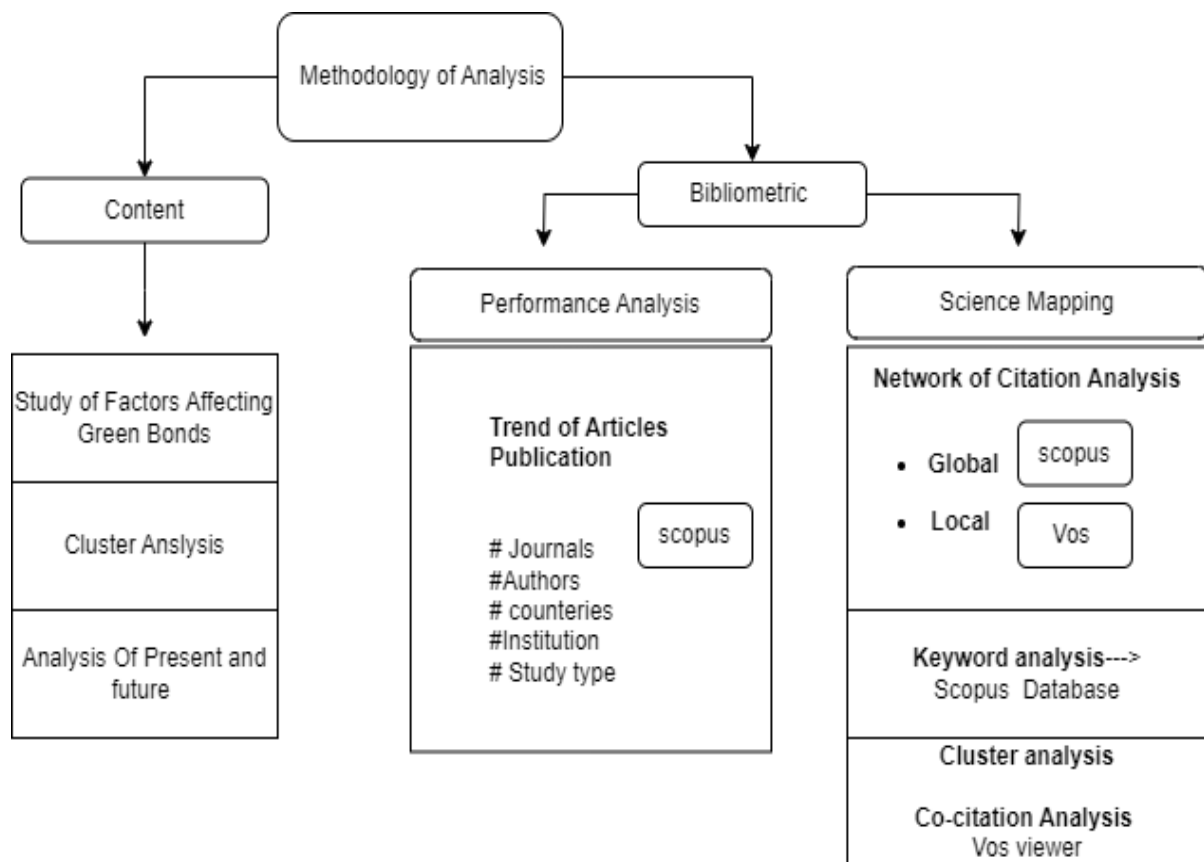 Methodology of Analysis
Content
Bibliometric
Study of Factors Affecting
Green Bonds
Cluster Anslysis
Analysis Of Present and
future
Performance Analysis
Trend of Articles
Publication
scopus
# Journals
#Authors
# counteries
#Institution
# Study type
Science Mapping
Network of Citation Analysis
• Global
scopus
• Local
Vos
Keyword analysis--->
Scopus Database
Cluster analysis
Co-citation Analysis
Vos viewer